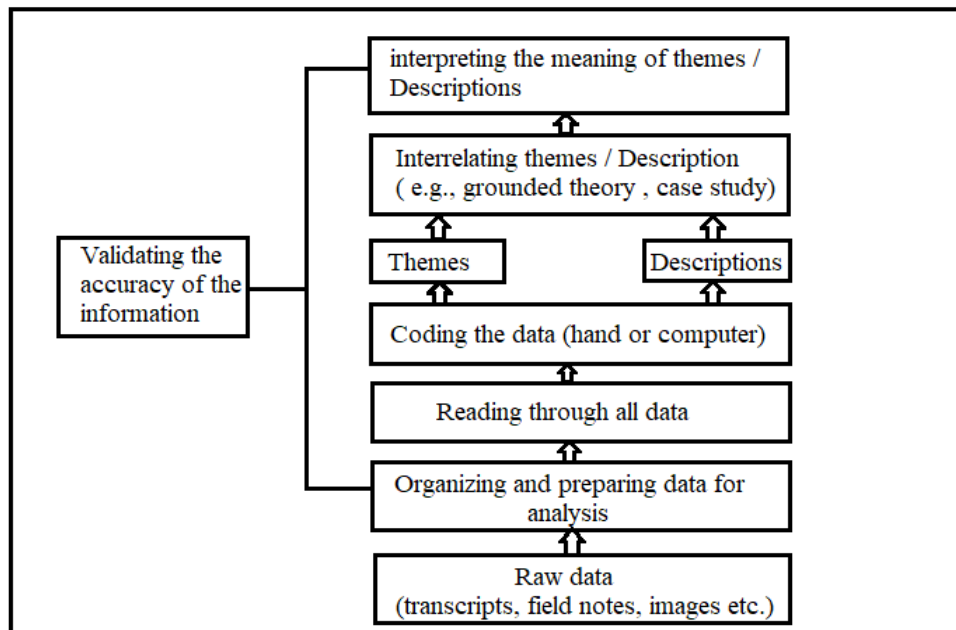 interpreting the meaning of themes /
Descriptions
Interrelating themes / Description
( e.g., grounded theory , case study)
Themes
Descriptions
Validating the
accuracy of the
information
Coding the data (hand or computer)
Reading through all data
Organizing and preparing data for
analysis
Raw data
(transcripts, field notes, images etc.)